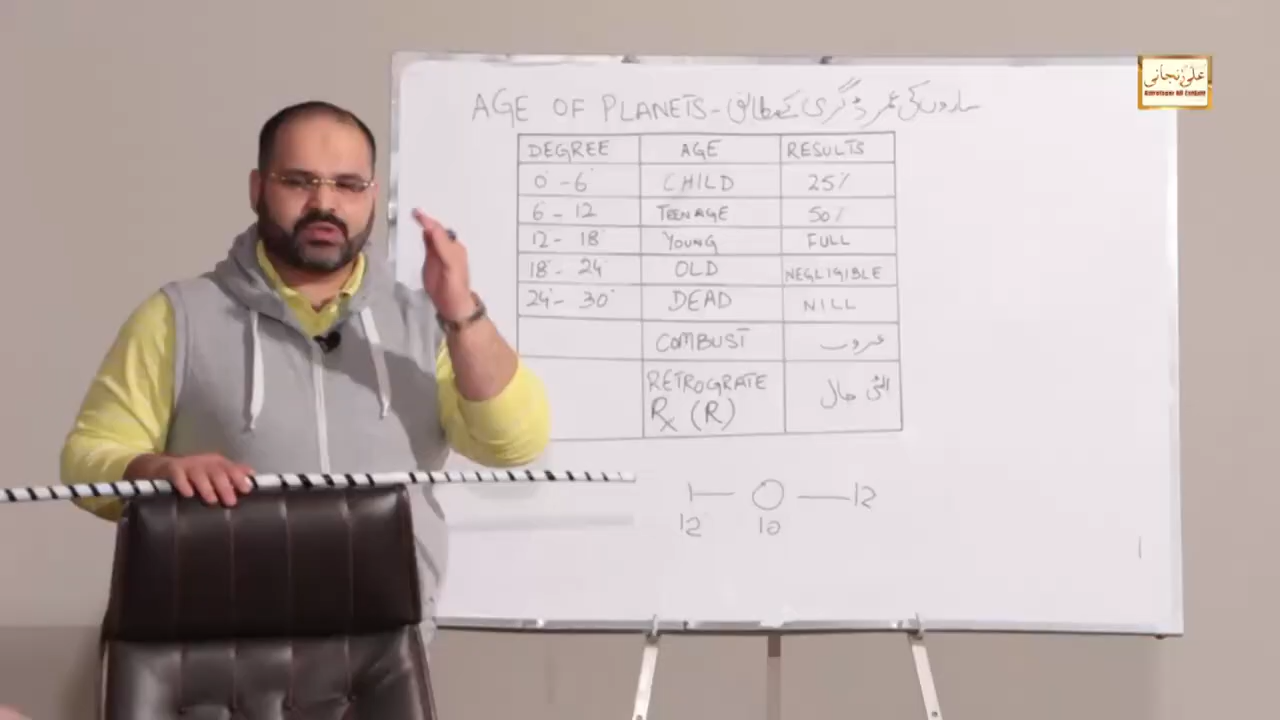 علی زنجانی
AGE OF PLANETS - ستاروں کی عمر ڈگری کے مطابق
DEGREE AGE RESULTS
0° - 6° CHILD 25%
6° - 12 TEENAGE 50%
12° - 18° YOUNG FULL
18° - 24° OLD NEGLIGIBLE
24° - 30° DEAD NILL
COMBUST غروب
RETROGRATE الٹی چال
Rx (R)
1 — O — 12
12 10